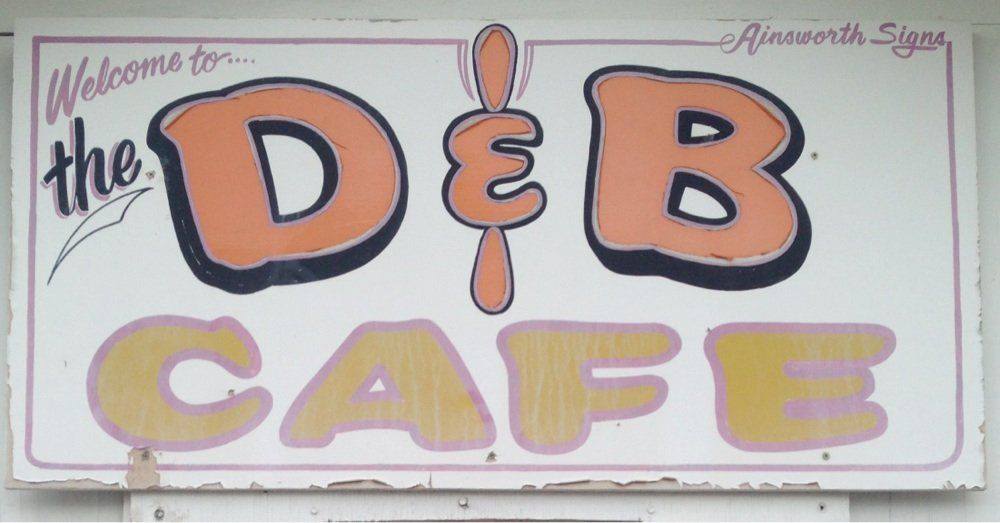 Ainsworth Signs
Welcome to....
the D & B
CAFE